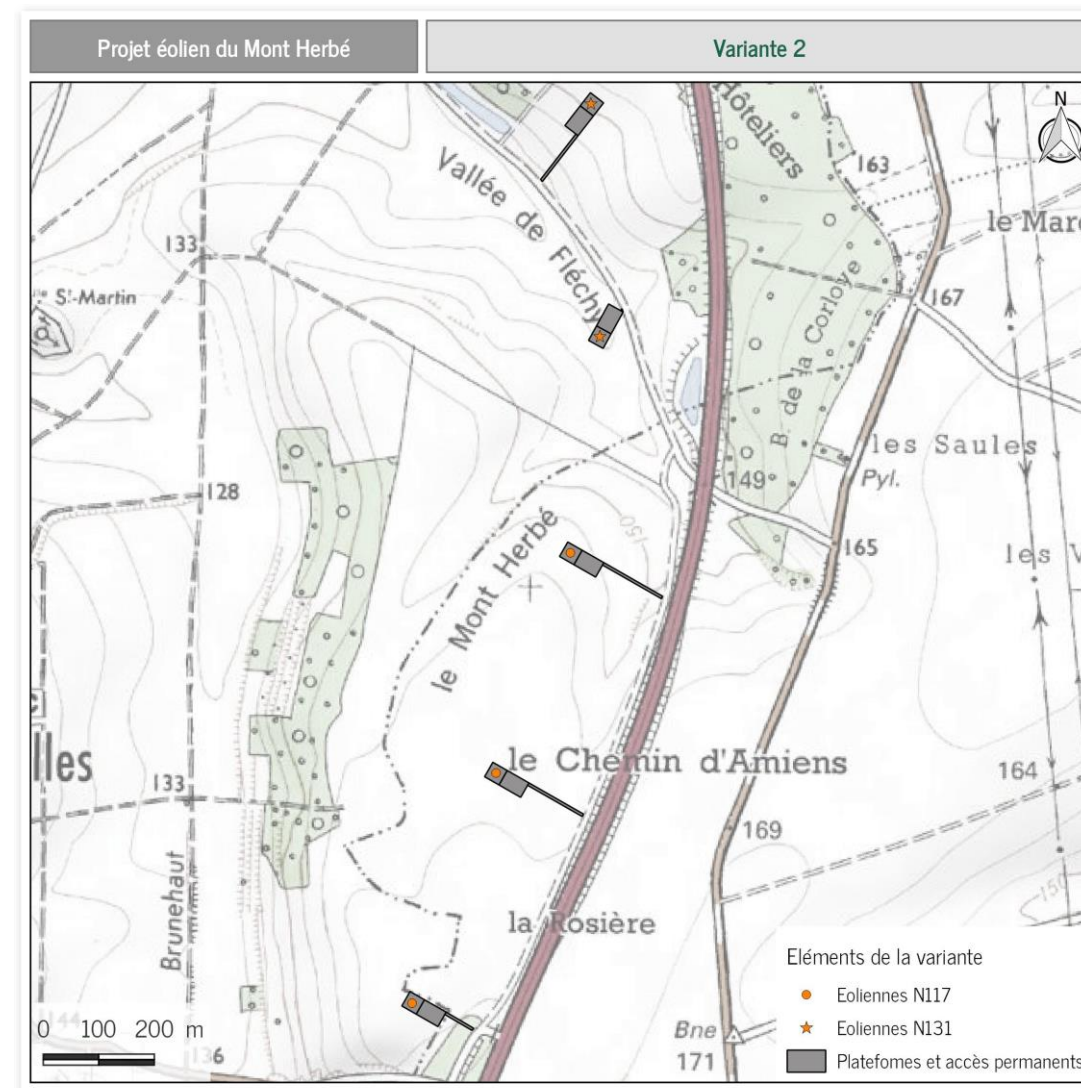 Projet éolien du Mont Herbé
Variante 2
N
Hôteliers
163
Vallée de Fléchy
le Mar
133
St-Martin
167
B. de la Corloye
les Saules
Pyl.
149
128
165
150
les V
le Mont Herbé
lles
le Chemin d'Amiens
164
133
169
Brunehaut
150
la Rosière
Eléments de la variante
Eoliennes N117
Eoliennes N131
Platefomes et accès permanents
0 100 200 m
144
136
Bne
171